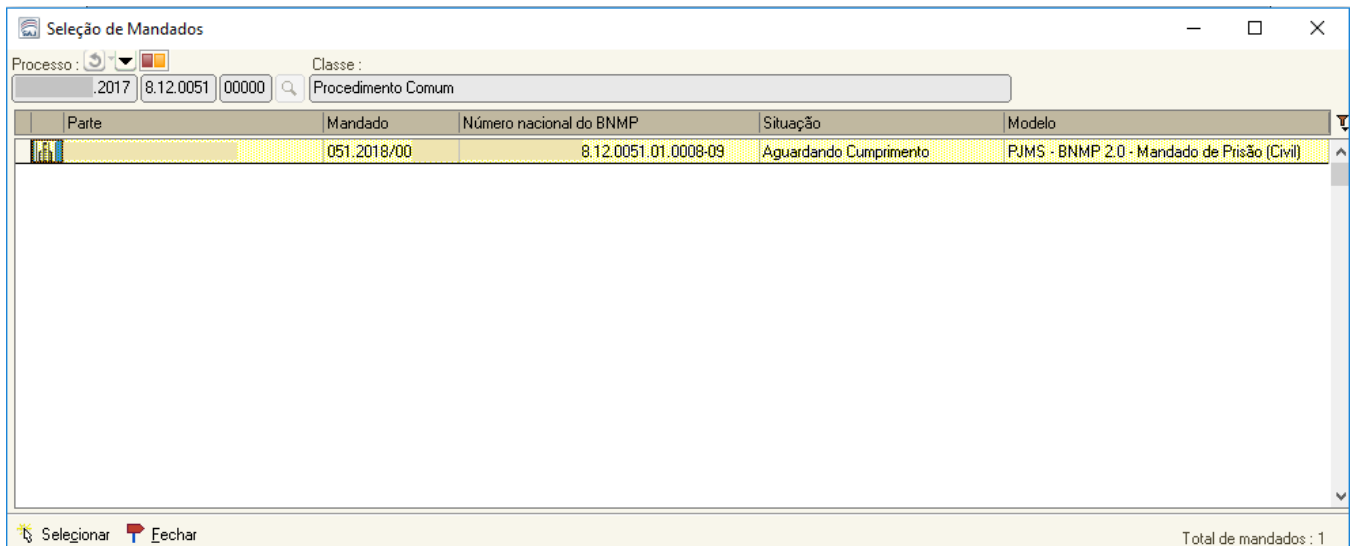 Seleção de Mandados
Processo : Classe :
.2017 8.12.0051 00000 Procedimento Comum
Parte Mandado Número nacional do BNMP Situação Modelo
051.2018/00 8.12.0051.01.0008-09 Aguardando Cumprimento PJMS - BNMP 2.0 - Mandado de Prisão (Civil)
Selecionar Fechar Total de mandados : 1